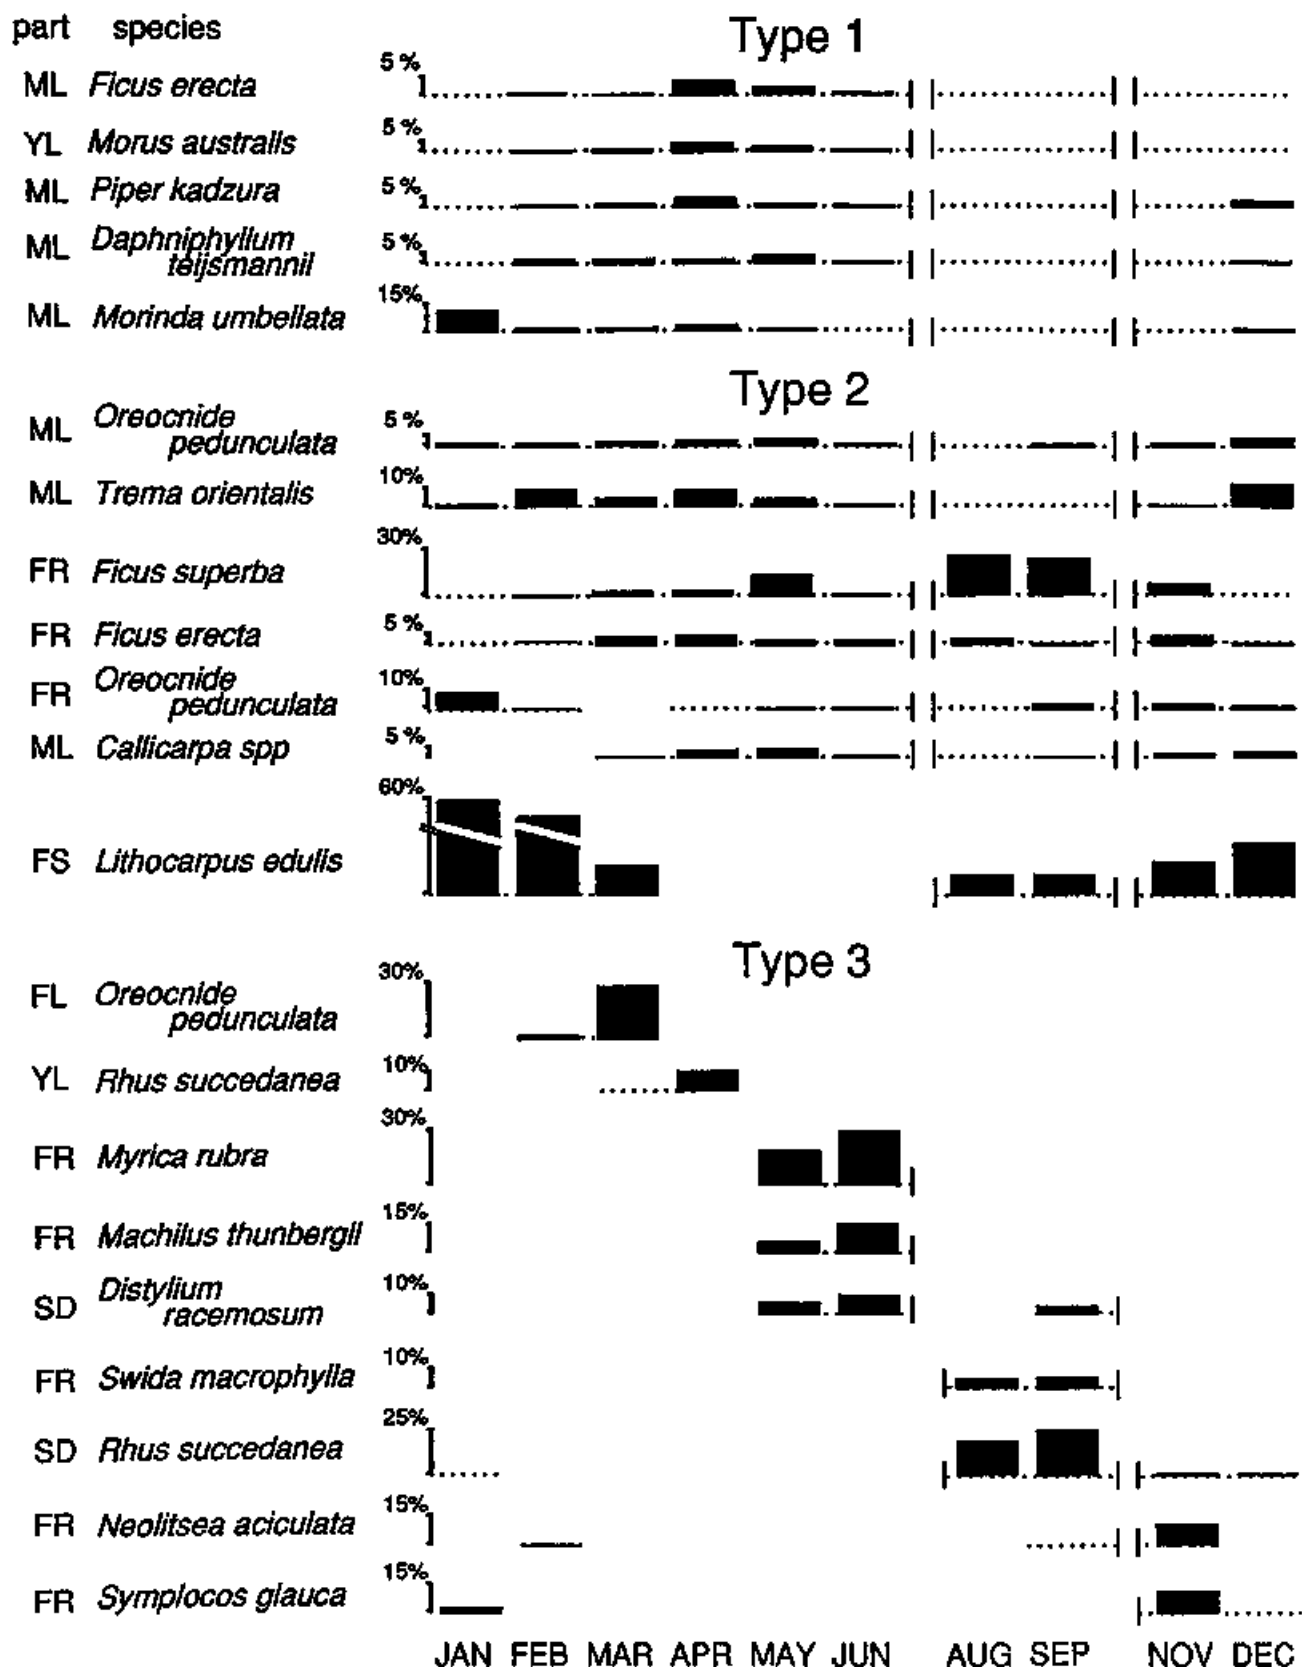 part species
Type 1
5 %
ML Ficus erecta
5 %
YL Morus australis
5 %
ML Piper kadzura
5 %
ML Daphniphyllum
teijsmannii
15%
ML Morinda umbellata
Type 2
5 %
ML Oreocnide
pedunculata
10%
ML Trema orientalis
30%
FR Ficus superba
5 %
FR Ficus erecta
10%
FR Oreocnide
pedunculata
5 %
ML Callicarpa spp
60%
FS Lithocarpus edulis
Type 3
30%
FL Oreocnide
pedunculata
10%
YL Rhus succedanea
30%
FR Myrica rubra
15%
FR Machilus thunbergii
10%
SD Distylium
racemosum
10%
FR Swida macrophylla
25%
SD Rhus succedanea
15%
FR Neolitsea aciculata
15%
FR Symplocos glauca
JAN FEB MAR APR MAY JUN AUG SEP NOV DEC